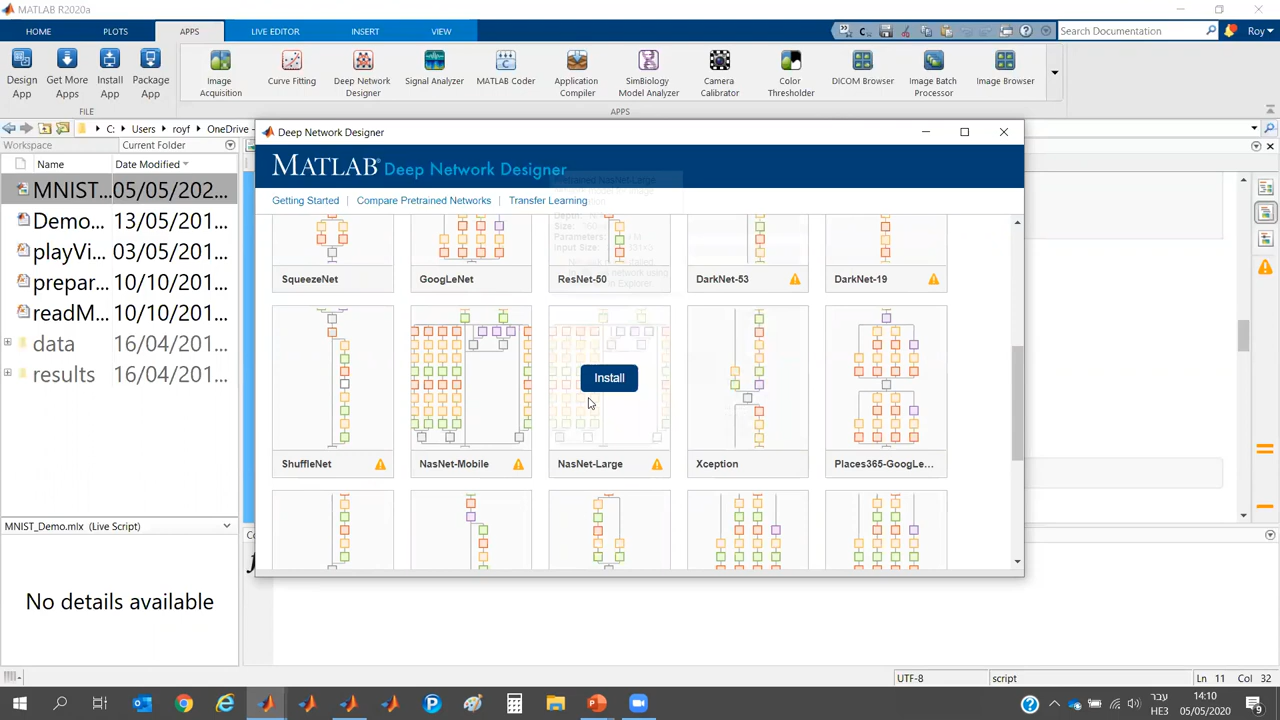 MATLAB R2020a
HOME
PLOTS
APPS
LIVE EDITOR
INSERT
VIEW
Search Documentation
Roy
Design App
Get More Apps
Install App
Package App
Image Acquisition
Curve Fitting
Deep Network Designer
Signal Analyzer
MATLAB Coder
Application Compiler
SimBiology Model Analyzer
Camera Calibrator
Color Thresholder
DICOM Browser
Image Batch Processor
Image Browser
FILE
APPS
C: Users royf OneDrive -
Workspace
Current Folder
Name
Date Modified
MNIST... 05/05/202...
Demo... 13/05/201...
playVi... 03/05/201...
prepar... 10/10/201...
readM... 10/10/201...
data 16/04/201...
results 16/04/201...
MNIST_Demo.mlx (Live Script)
No details available
Deep Network Designer
MATLAB Deep Network Designer
Getting Started
Compare Pretrained Networks
Transfer Learning
SqueezeNet
GoogLeNet
ResNet-50
DarkNet-53
DarkNet-19
Install
ShuffleNet
NasNet-Mobile
NasNet-Large
Xception
Places365-GoogLe...
UTF-8
script
Ln 11 Col 32
עבר
HE3
14:10
05/05/2020
9